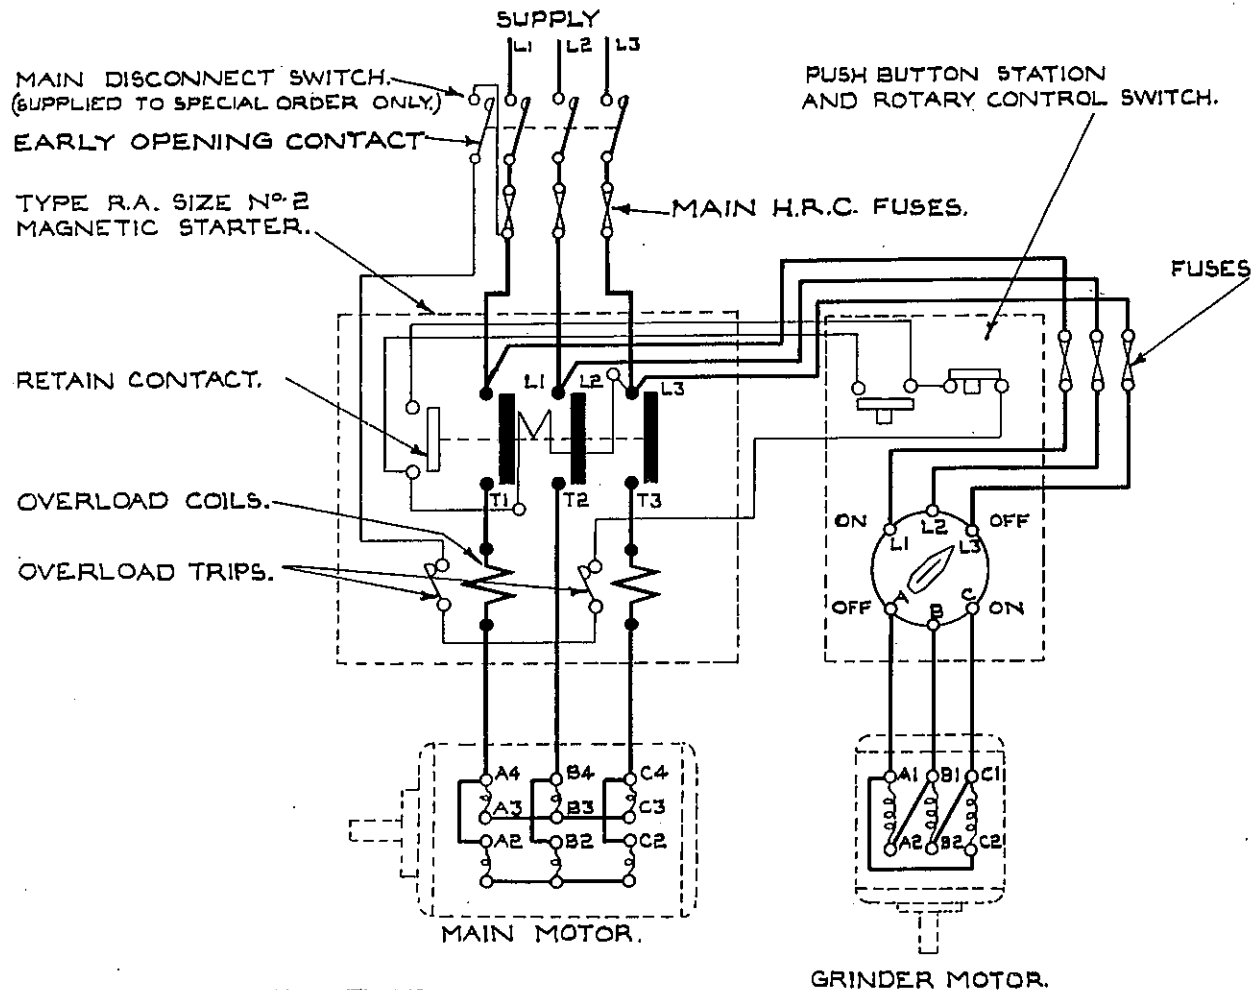 SUPPLY
L1 L2 L3
MAIN DISCONNECT SWITCH.
(SUPPLIED TO SPECIAL ORDER ONLY.)
EARLY OPENING CONTACT
PUSH BUTTON STATION
AND ROTARY CONTROL SWITCH.
TYPE R.A. SIZE Nº 2
MAGNETIC STARTER.
MAIN H.R.C. FUSES.
FUSES
RETAIN CONTACT.
L1 L2 L3
OVERLOAD COILS.
T1 T2 T3
ON L2 OFF
L1 L3
OVERLOAD TRIPS.
OFF A B C ON
A4 B4 C4
A3 B3 C3
A2 B2 C2
A1 B1 C1
A2 B2 C2
MAIN MOTOR.
GRINDER MOTOR.